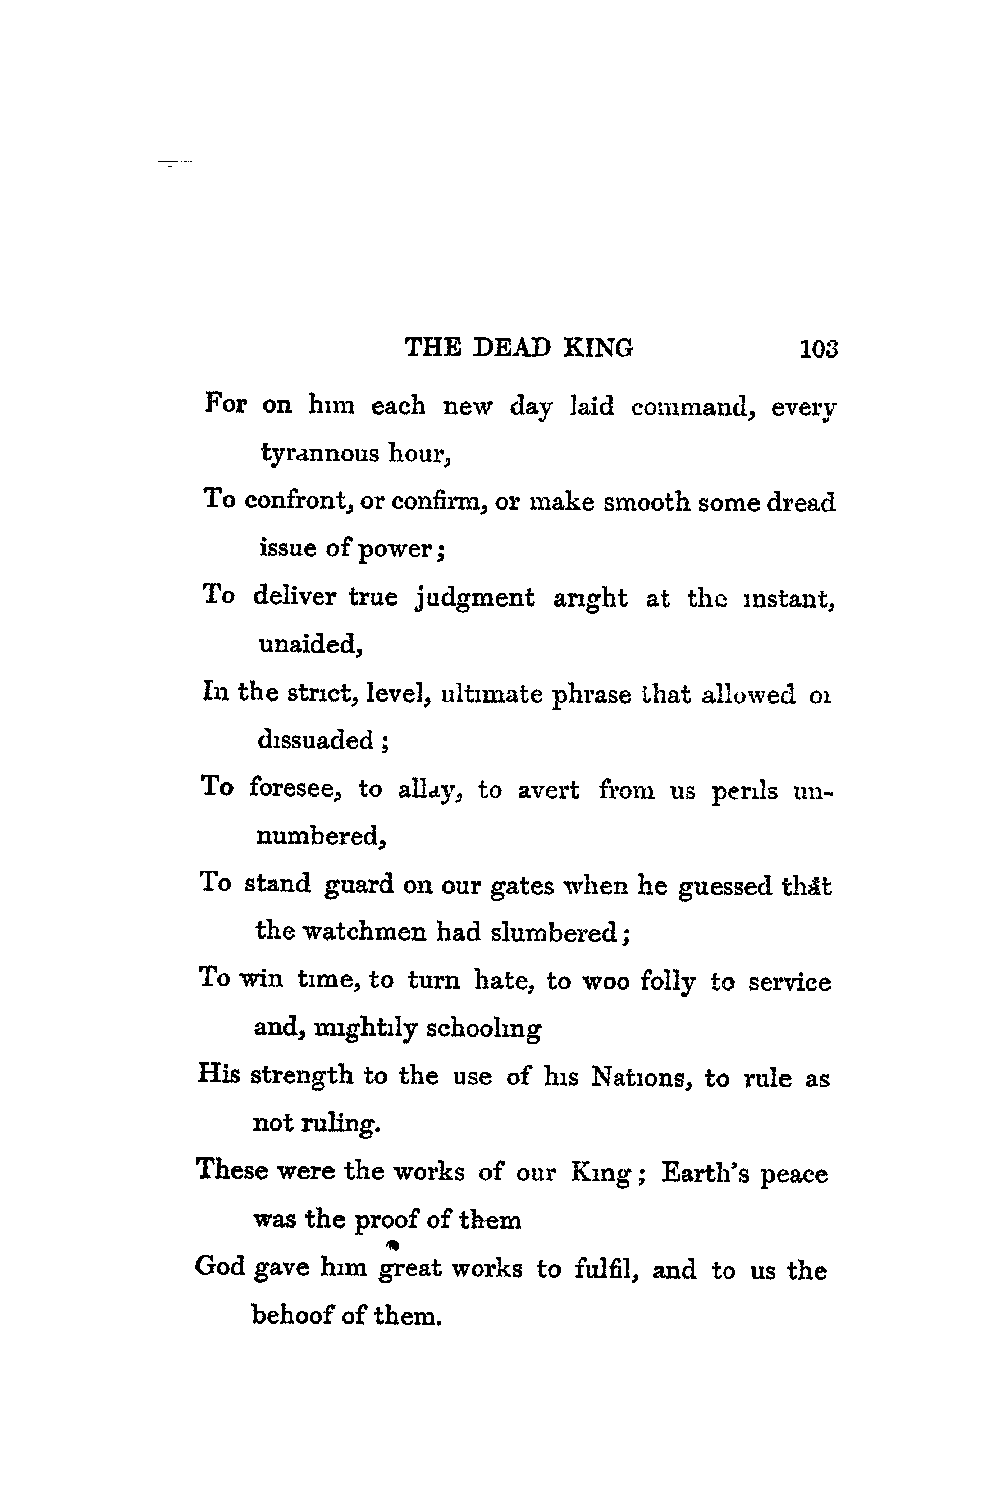 THE DEAD KING 103
For on him each new day laid command, every
tyrannous hour,
To confront, or confirm, or make smooth some dread
issue of power;
To deliver true judgment aright at the instant,
unaided,
In the strict, level, ultimate phrase that allowed or
dissuaded;
To foresee, to allay, to avert from us perils un-
numbered,
To stand guard on our gates when he guessed that
the watchmen had slumbered;
To win time, to turn hate, to woo folly to service
and, mightily schooling
His strength to the use of his Nations, to rule as
not ruling.
These were the works of our King; Earth's peace
was the proof of them
God gave him great works to fulfil, and to us the
behoof of them.